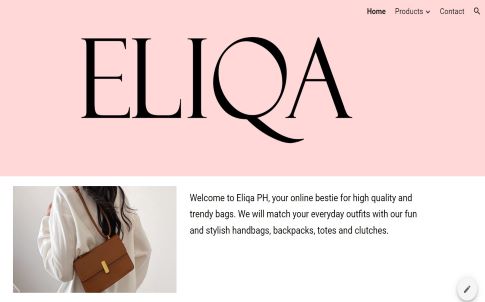 Home Products Contact
ELIQA
Welcome to Eliqa PH, your online bestie for high quality and
trendy bags. We will match your everyday outfits with our fun
and stylish handbags, backpacks, totes and clutches.